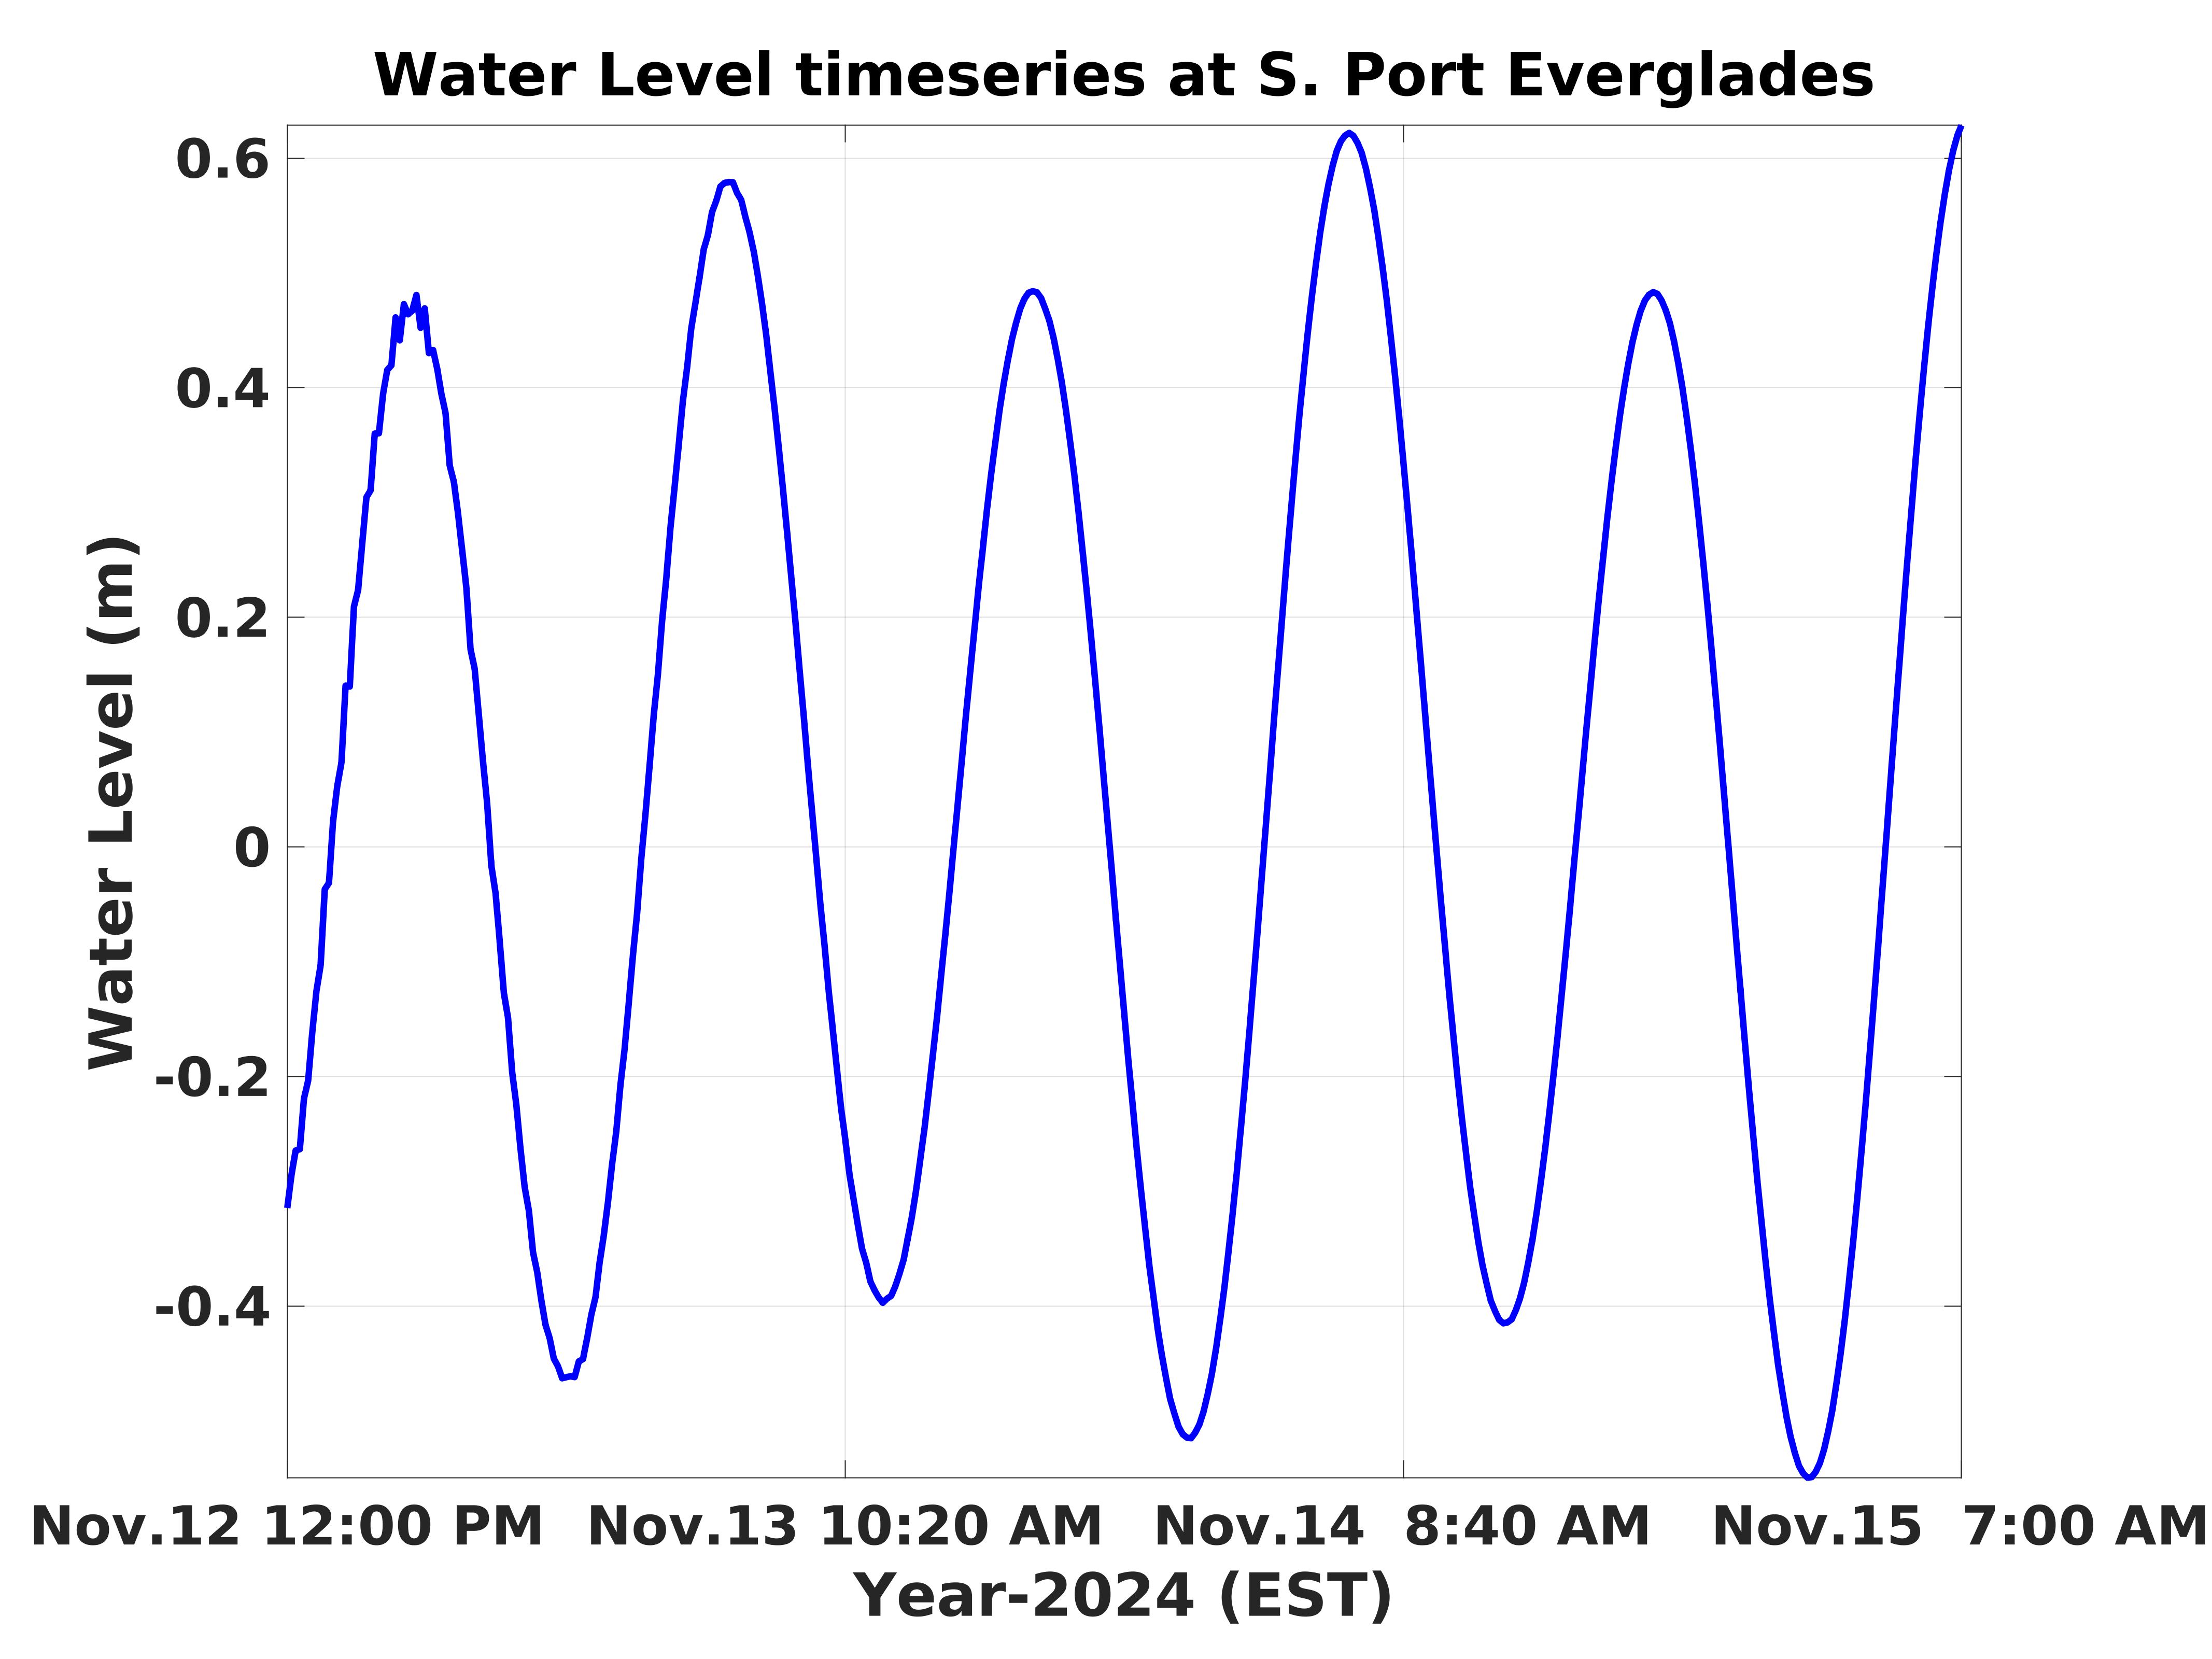 Water Level timeseries at S. Port Everglades
0.6
0.4
0.2
0
-0.2
-0.4
Water Level (m)
Nov.12 12:00 PM Nov.13 10:20 AM Nov.14 8:40 AM Nov.15 7:00 AM
Year-2024 (EST)